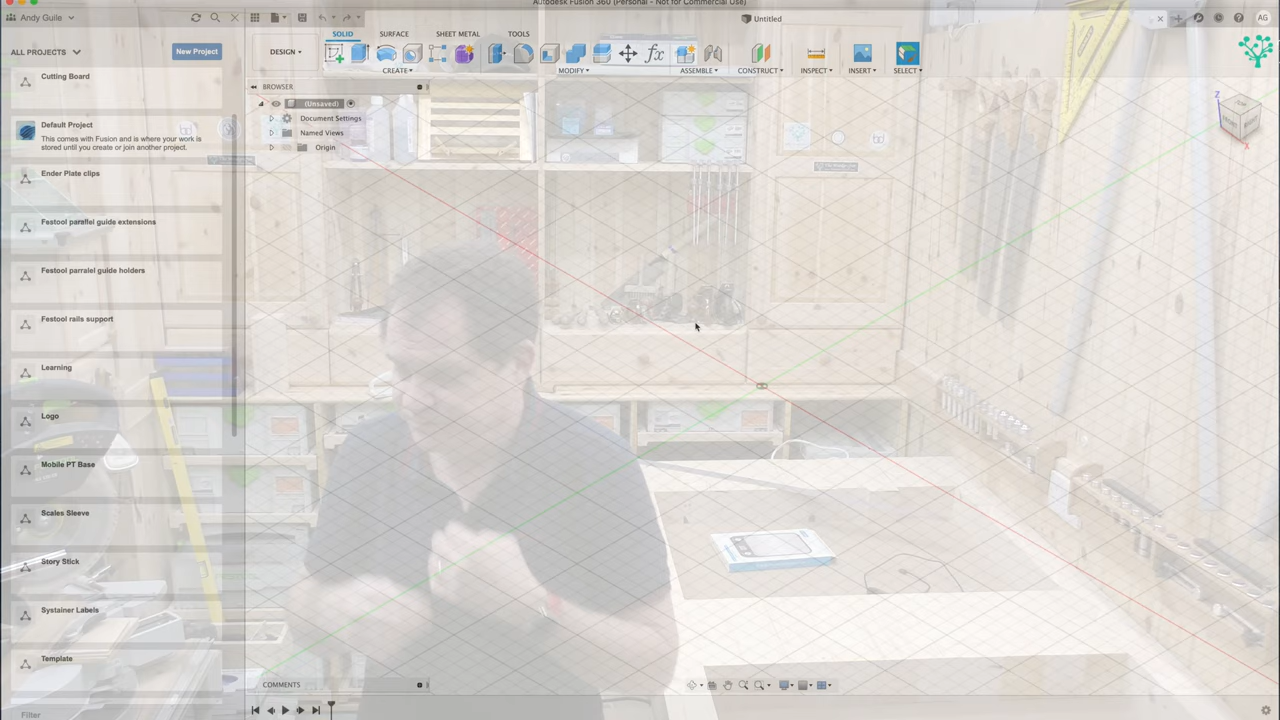 Autodesk Fusion 360 (Personal - Not for Commercial Use)
Andy Guile
Untitled
AG
ALL PROJECTS
New Project
SOLID
SURFACE
SHEET METAL
TOOLS
DESIGN
fx
CREATE
MODIFY
ASSEMBLE
CONSTRUCT
INSPECT
INSERT
SELECT
BROWSER
(Unsaved)
Document Settings
Named Views
Origin
Z
X
Cutting Board
Default Project
This comes with Fusion and is where your work is
stored until you create or join another project.
Ender Plate clips
Festool parallel guide extensions
Festool parralel guide holders
Festool rails support
Learning
Logo
Mobile PT Base
Scales Sleeve
Story Stick
Systainer Labels
Template
Filter
COMMENTS